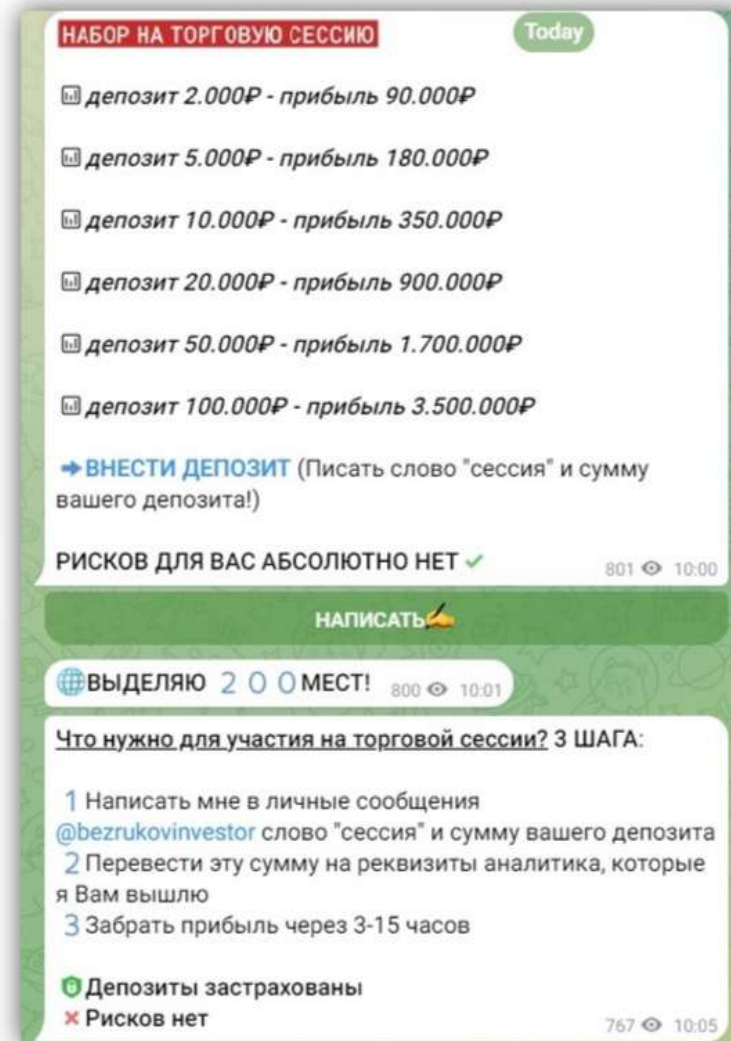 НАБОР НА ТОРГОВУЮ СЕССИЮ
Today
депозит 2.000₽ - прибыль 90.000₽
депозит 5.000₽ - прибыль 180.000₽
депозит 10.000₽ - прибыль 350.000₽
депозит 20.000₽ - прибыль 900.000₽
депозит 50.000₽ - прибыль 1.700.000₽
депозит 100.000₽ - прибыль 3.500.000₽
ВНЕСТИ ДЕПОЗИТ (Писать слово "сессия" и сумму
вашего депозита!)
РИСКОВ ДЛЯ ВАС АБСОЛЮТНО НЕТ
801 10:00
НАПИСАТЬ
ВЫДЕЛЯЮ 2 0 0 МЕСТ! 800 10:01
Что нужно для участия на торговой сессии? 3 ШАГА:
1 Написать мне в личные сообщения
@bezrukovinvestor слово "сессия" и сумму вашего депозита
2 Перевести эту сумму на реквизиты аналитика, которые
я Вам вышлю
3 Забрать прибыль через 3-15 часов
Депозиты застрахованы
Рисков нет
767 10:05